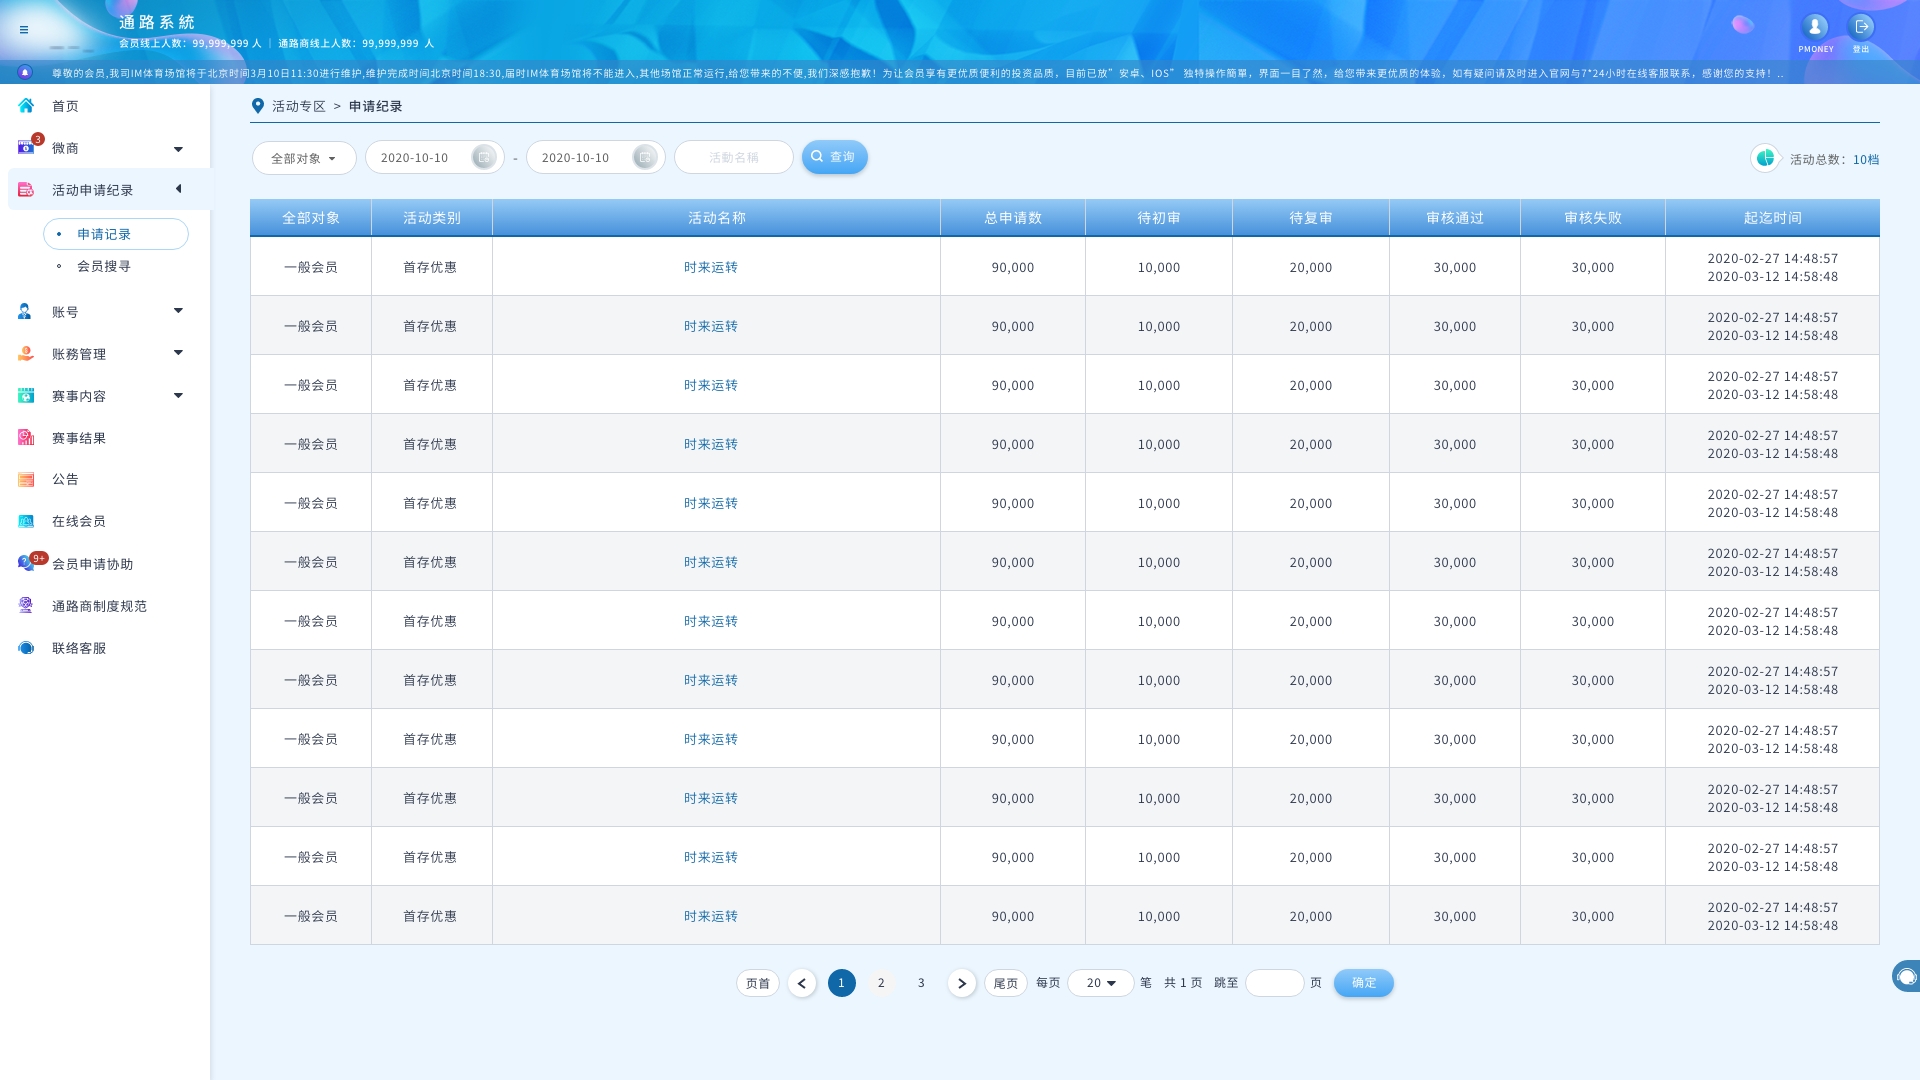 通路系統
会员线上人数：99,999,999 人 | 通路商线上人数：99,999,999 人
PMONEY
登出
尊敬的会员,我司IM体育场馆将于北京时间3月10日11:30进行维护,维护完成时间北京时间18:30,届时IM体育场馆将不能进入,其他场馆正常运行,给您带来的不便,我们深感抱歉！为让会员享有更优质便利的投资品质，目前已放”安卓、IOS” 独特操作簡單，界面一目了然，给您带来更优质的体验，如有疑问请及时进入官网与7*24小时在线客服联系，感谢您的支持！..
首页
3
微商
活动申请纪录
申请记录
会员搜寻
账号
账務管理
赛事内容
赛事结果
公告
在线会员
9+
会员申请协助
通路商制度规范
联络客服
活动专区 > 申请纪录
全部对象 2020-10-10 - 2020-10-10 活動名稱 查询
活动总数：10档
全部对象 活动类别 活动名称 总申请数 待初审 待复审 审核通过 审核失败 起迄时间
一般会员 首存优惠 时来运转 90,000 10,000 20,000 30,000 30,000 2020-02-27 14:48:57
2020-03-12 14:58:48
一般会员 首存优惠 时来运转 90,000 10,000 20,000 30,000 30,000 2020-02-27 14:48:57
2020-03-12 14:58:48
一般会员 首存优惠 时来运转 90,000 10,000 20,000 30,000 30,000 2020-02-27 14:48:57
2020-03-12 14:58:48
一般会员 首存优惠 时来运转 90,000 10,000 20,000 30,000 30,000 2020-02-27 14:48:57
2020-03-12 14:58:48
一般会员 首存优惠 时来运转 90,000 10,000 20,000 30,000 30,000 2020-02-27 14:48:57
2020-03-12 14:58:48
一般会员 首存优惠 时来运转 90,000 10,000 20,000 30,000 30,000 2020-02-27 14:48:57
2020-03-12 14:58:48
一般会员 首存优惠 时来运转 90,000 10,000 20,000 30,000 30,000 2020-02-27 14:48:57
2020-03-12 14:58:48
一般会员 首存优惠 时来运转 90,000 10,000 20,000 30,000 30,000 2020-02-27 14:48:57
2020-03-12 14:58:48
一般会员 首存优惠 时来运转 90,000 10,000 20,000 30,000 30,000 2020-02-27 14:48:57
2020-03-12 14:58:48
一般会员 首存优惠 时来运转 90,000 10,000 20,000 30,000 30,000 2020-02-27 14:48:57
2020-03-12 14:58:48
一般会员 首存优惠 时来运转 90,000 10,000 20,000 30,000 30,000 2020-02-27 14:48:57
2020-03-12 14:58:48
一般会员 首存优惠 时来运转 90,000 10,000 20,000 30,000 30,000 2020-02-27 14:48:57
2020-03-12 14:58:48
页首 1 2 3 尾页 每页 20 笔 共 1 页 跳至 页 确定